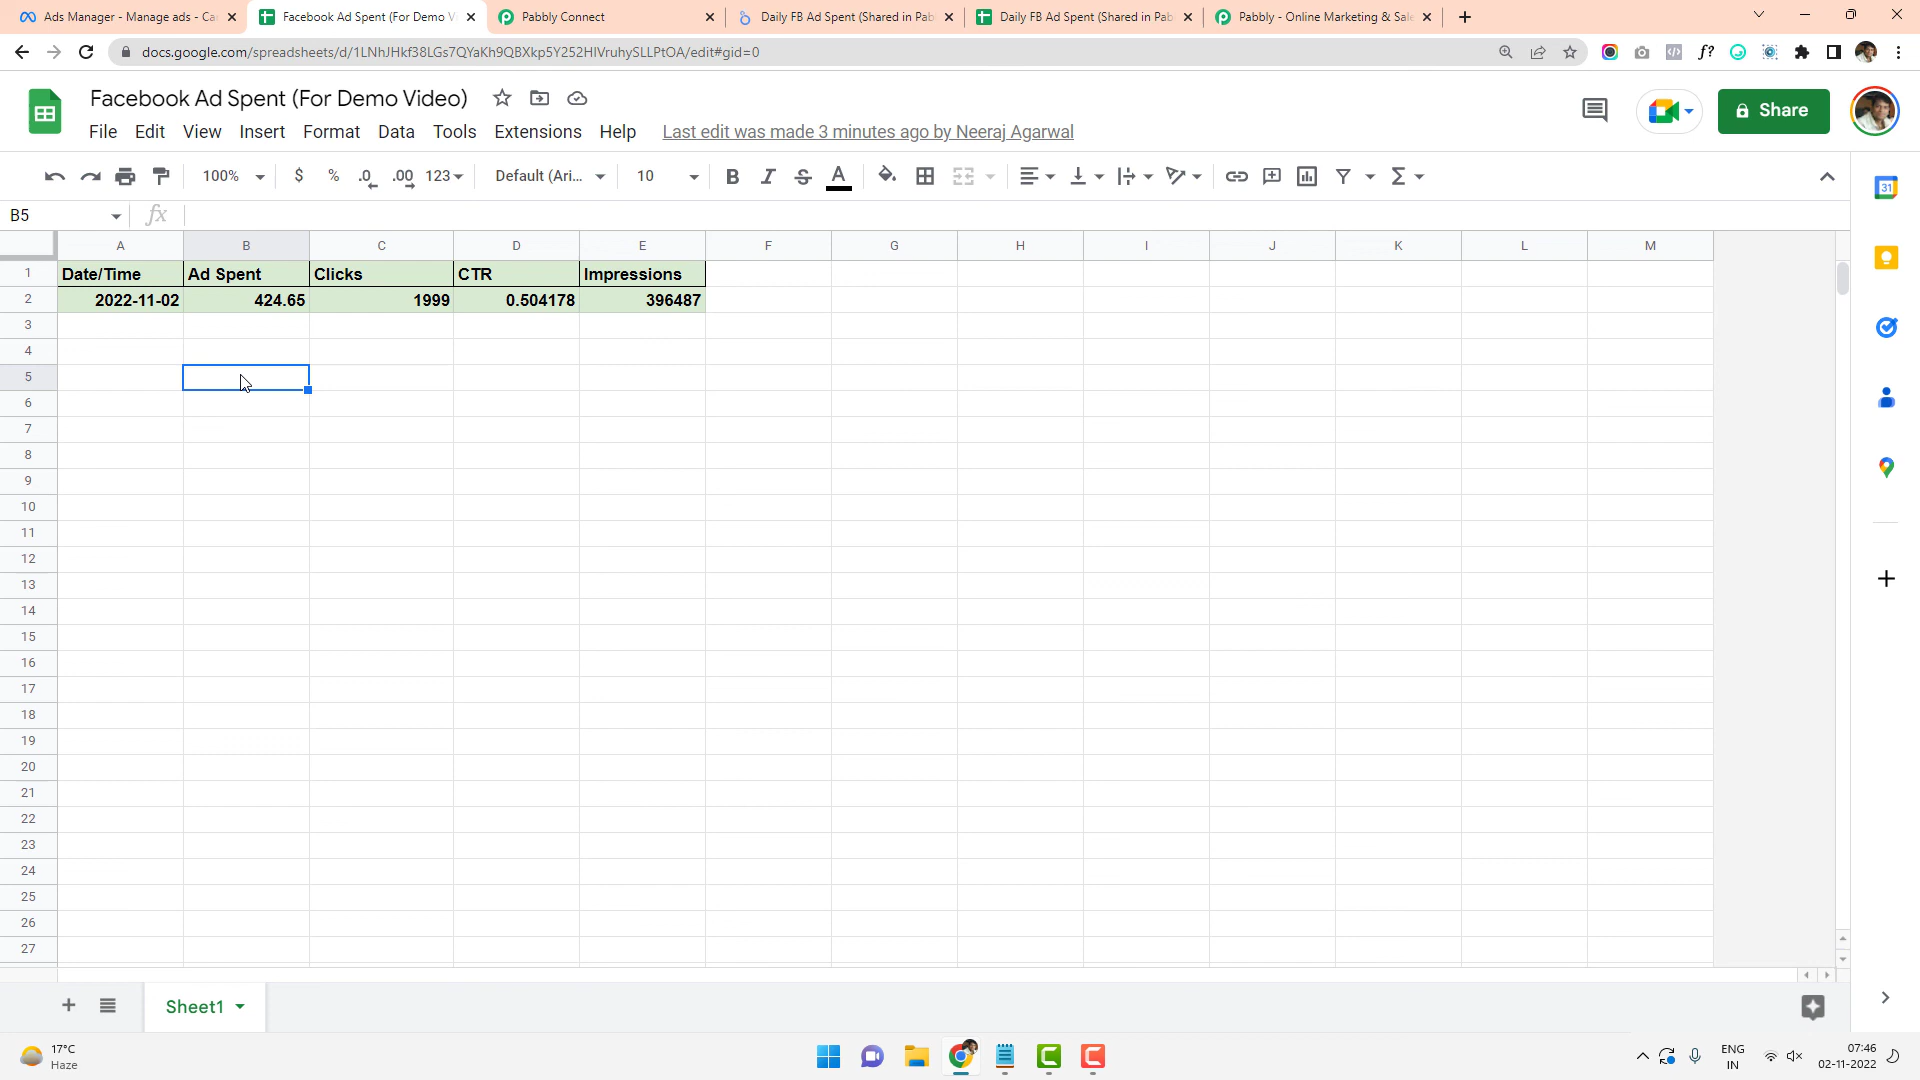 Ads Manager - Manage ads - Ca
Facebook Ad Spent (For Demo V
Pabbly Connect
Daily FB Ad Spent (Shared in Pab
Daily FB Ad Spent (Shared in Pab
Pabbly - Online Marketing & Sale
docs.google.com/spreadsheets/d/1LNhJHkf38LGs7QYaKh9QBXkp5Y252HIVruhySLLPtOA/edit#gid=0
f?
Facebook Ad Spent (For Demo Video)
File Edit View Insert Format Data Tools Extensions Help Last edit was made 3 minutes ago by Neeraj Agarwal
Share
100% $ % .0 .00 123 Default (Ari... 10 B I S A
31
B5 fx
A B C D E F G H I J K L M
1 Date/Time Ad Spent Clicks CTR Impressions
2 2022-11-02 424.65 1999 0.504178 396487
3
4
5
6
7
8
9
10
11
12
13
14
15
16
17
18
19
20
21
22
23
24
25
26
27
Sheet1
17°C
Haze
ENG
IN
07:46
02-11-2022